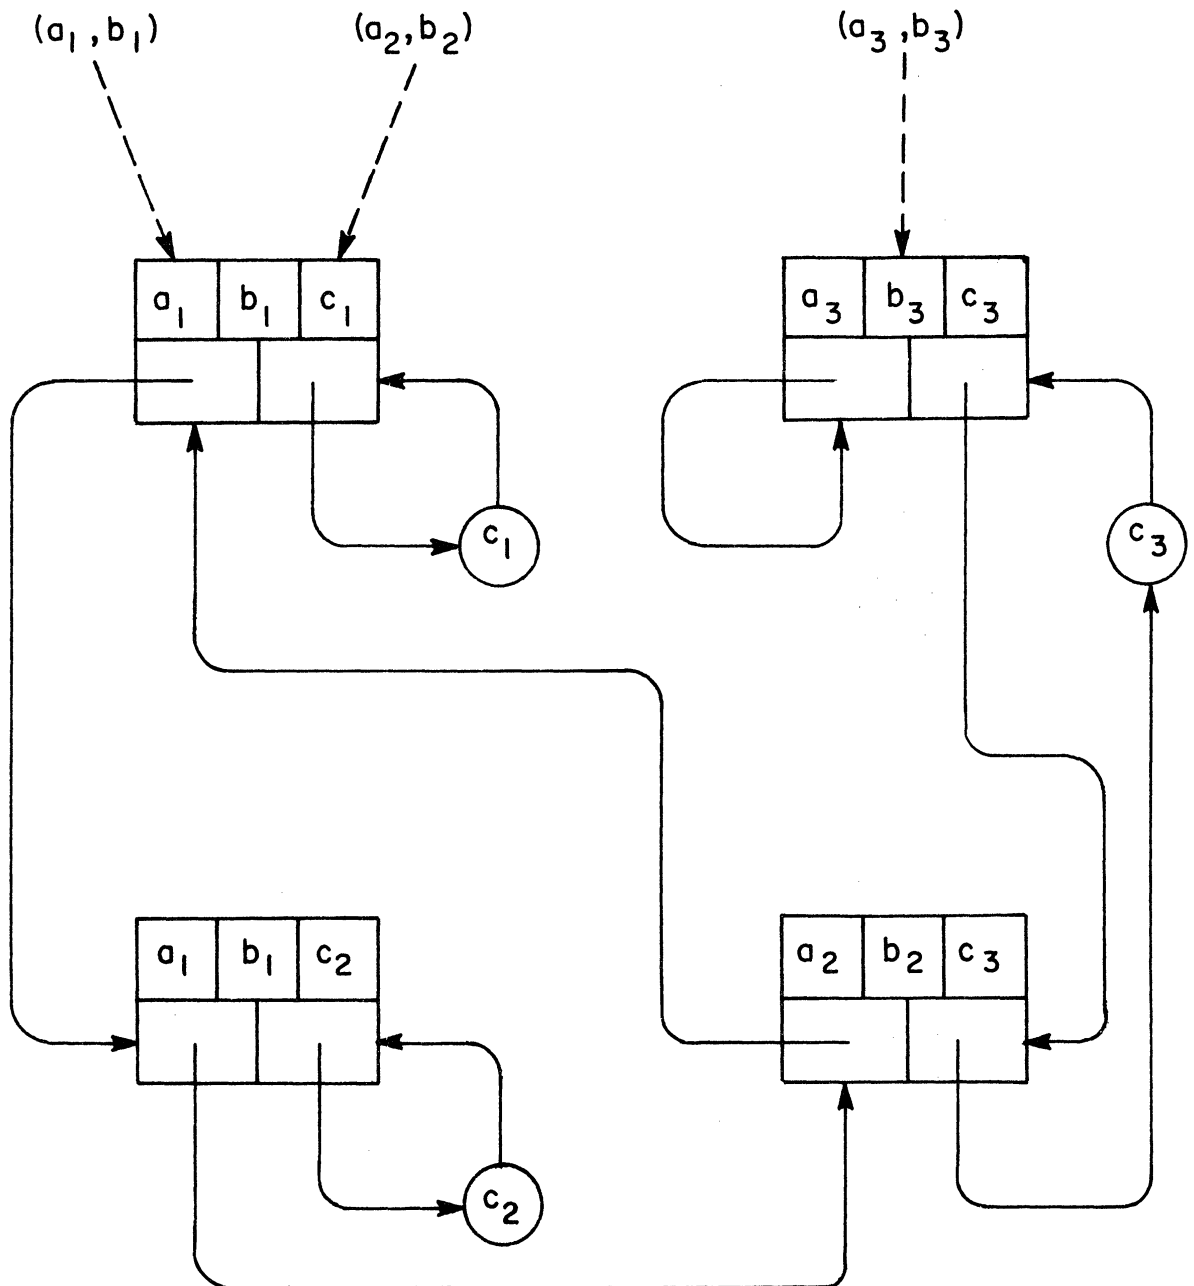 (a₁,b₁) (a₂,b₂) (a₃,b₃)
a₁ b₁ c₁ a₃ b₃ c₃
c₁ c₃
a₁ b₁ c₂ a₂ b₂ c₃
c₂